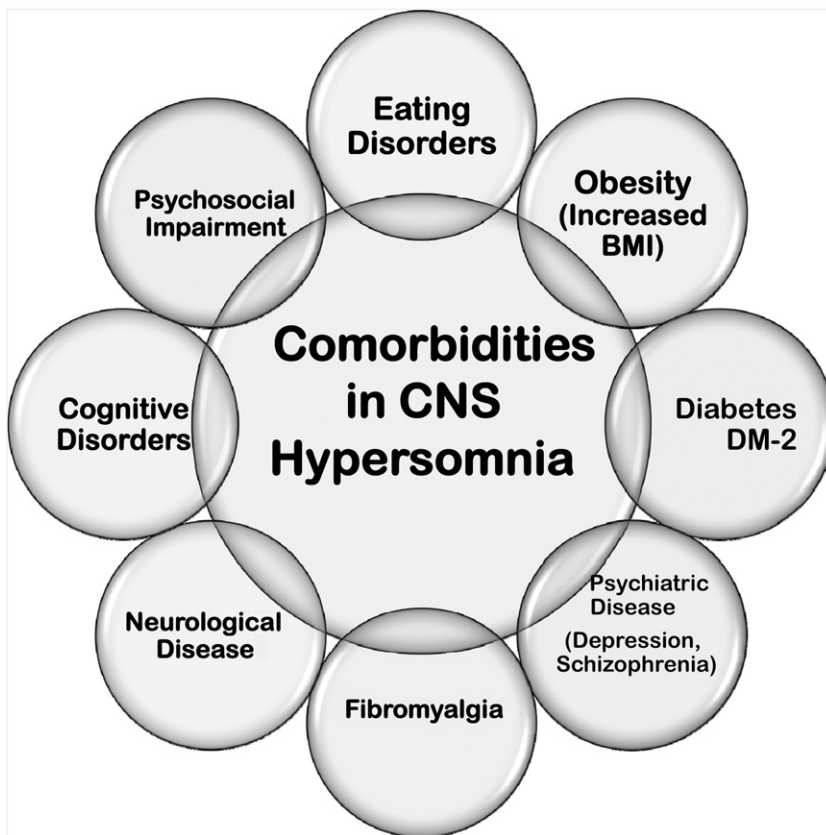 Eating
Disorders
Obesity
(Increased
BMI)
Diabetes
DM-2
Psychiatric
Disease
(Depression,
Schizophrenia)
Fibromyalgia
Neurological
Disease
Cognitive
Disorders
Psychosocial
Impairment
Comorbidities
in CNS
Hypersomnia